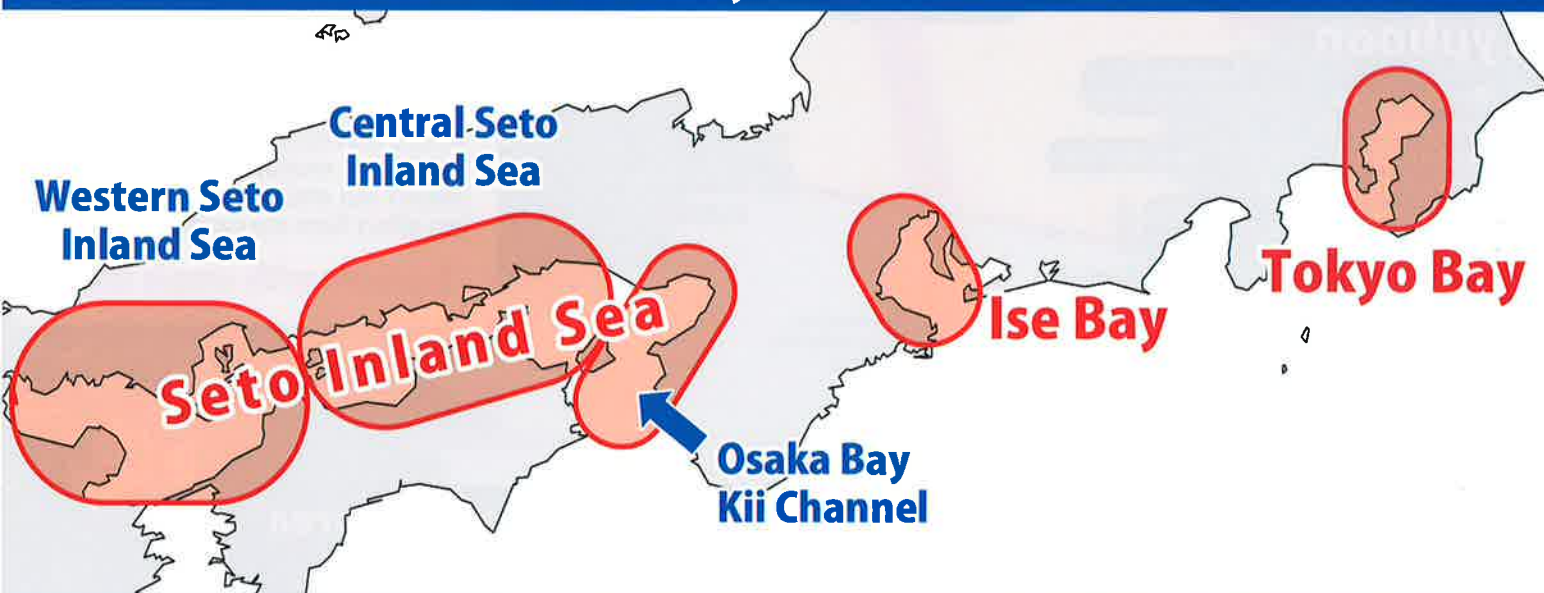 Central Seto
Inland Sea
Western Seto
Inland Sea
Seto Inland Sea
Osaka Bay
Kii Channel
Ise Bay
Tokyo Bay